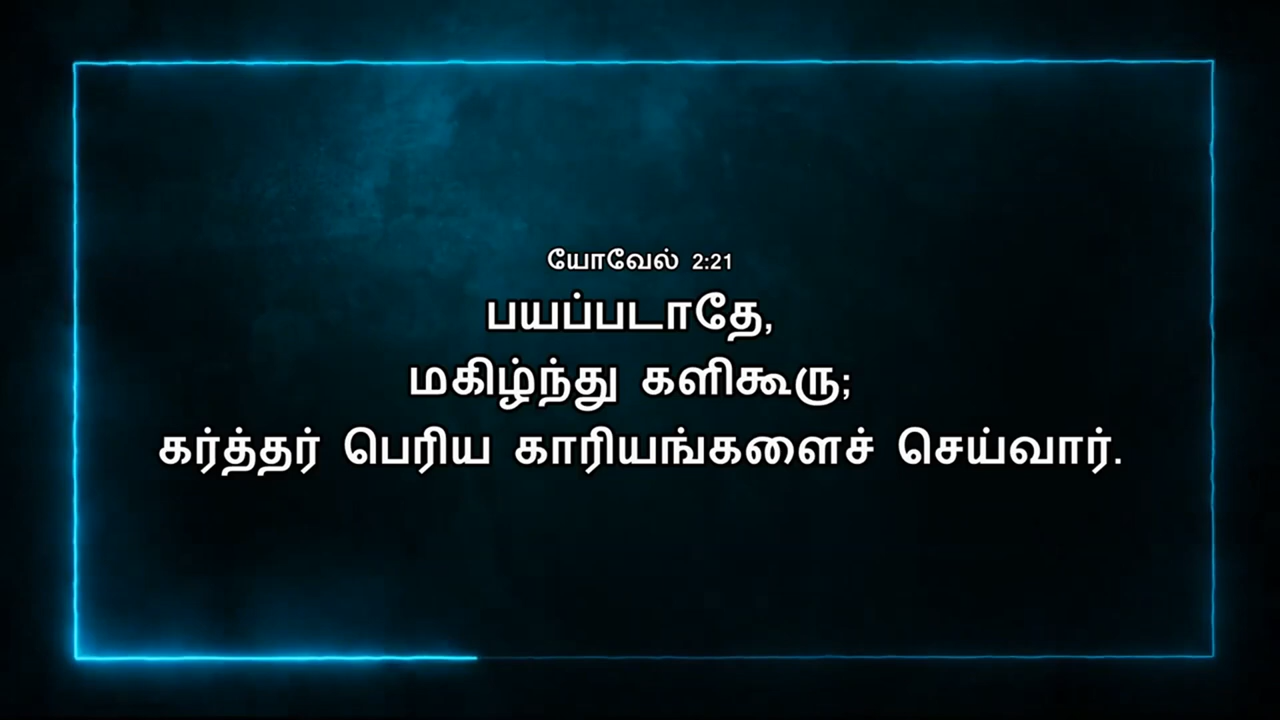 யோவேல் 2:21
பயப்படாதே,
மகிழ்ந்து களிகூரு;
கர்த்தர் பெரிய காரியங்களைச் செய்வார்.